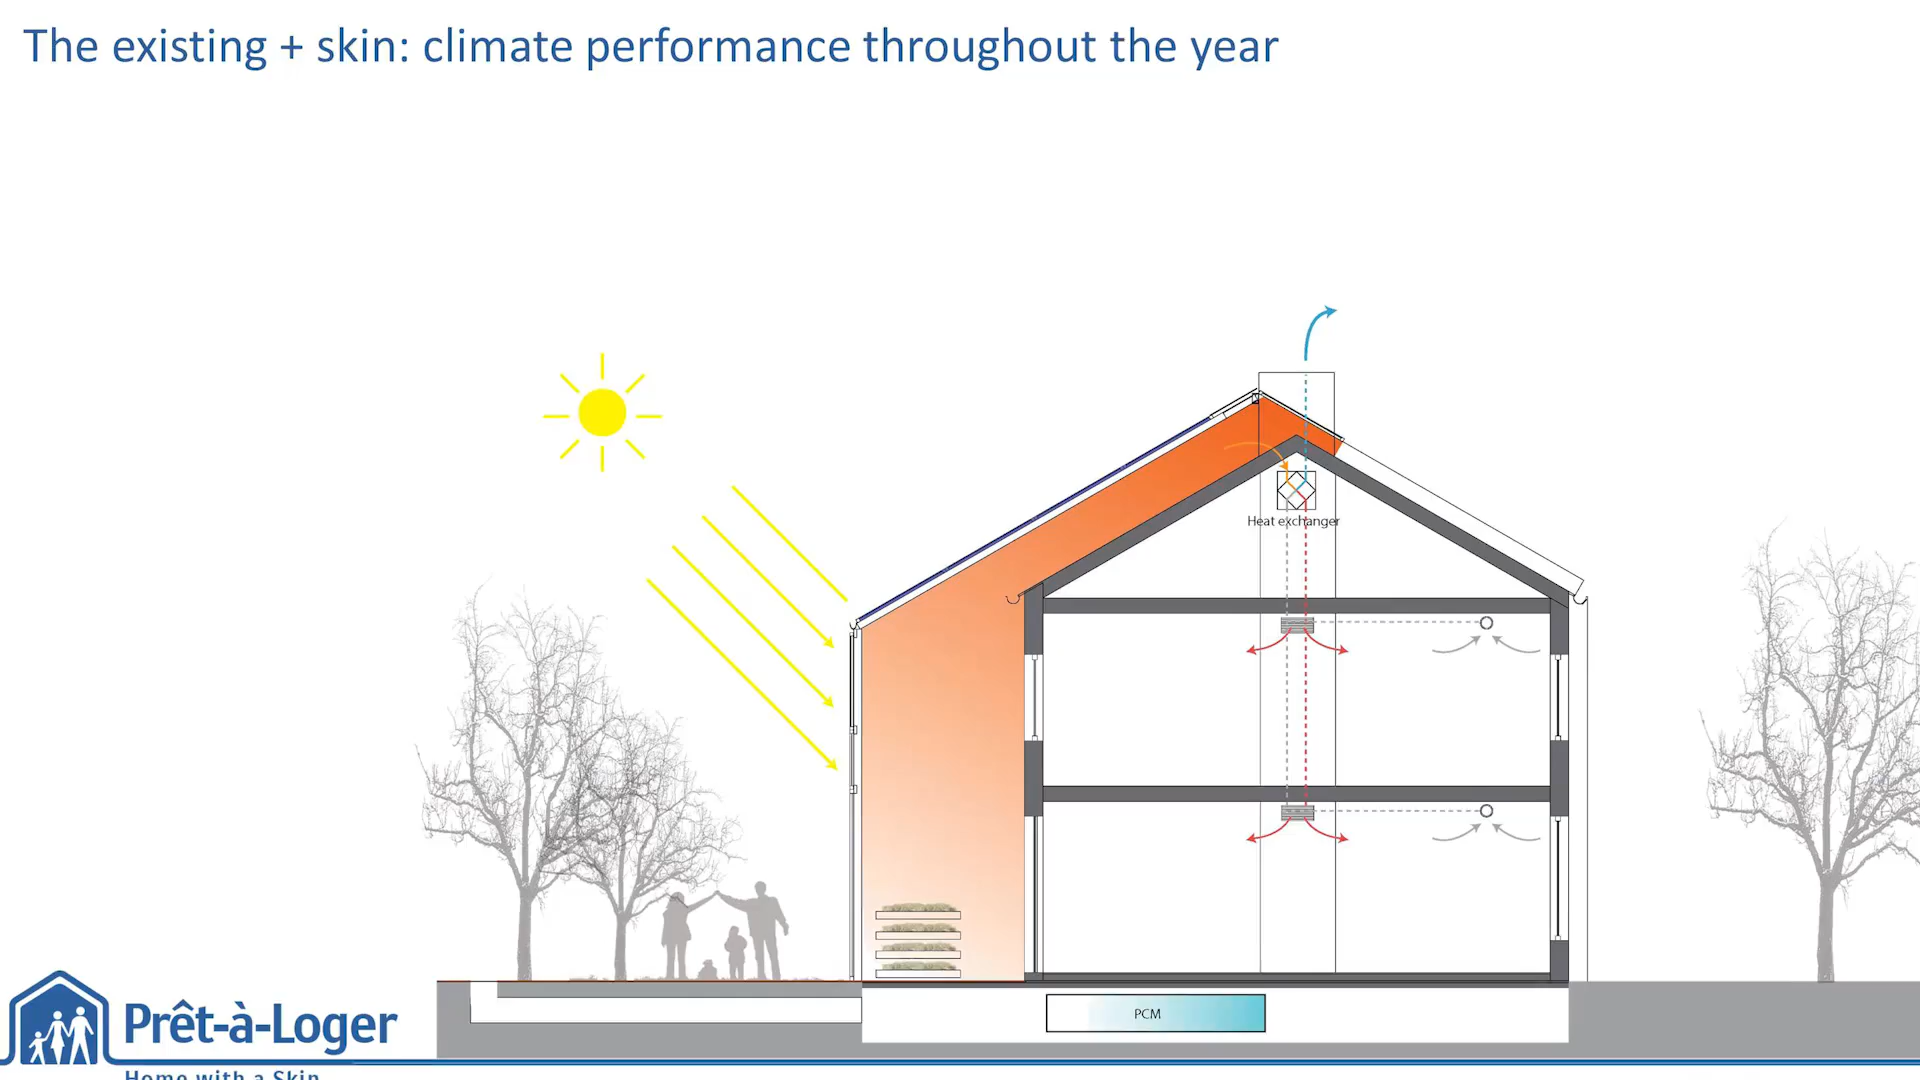 The existing + skin: climate performance throughout the year
Heat exchanger
PCM
Prêt-à-Loger
Home with a Skin